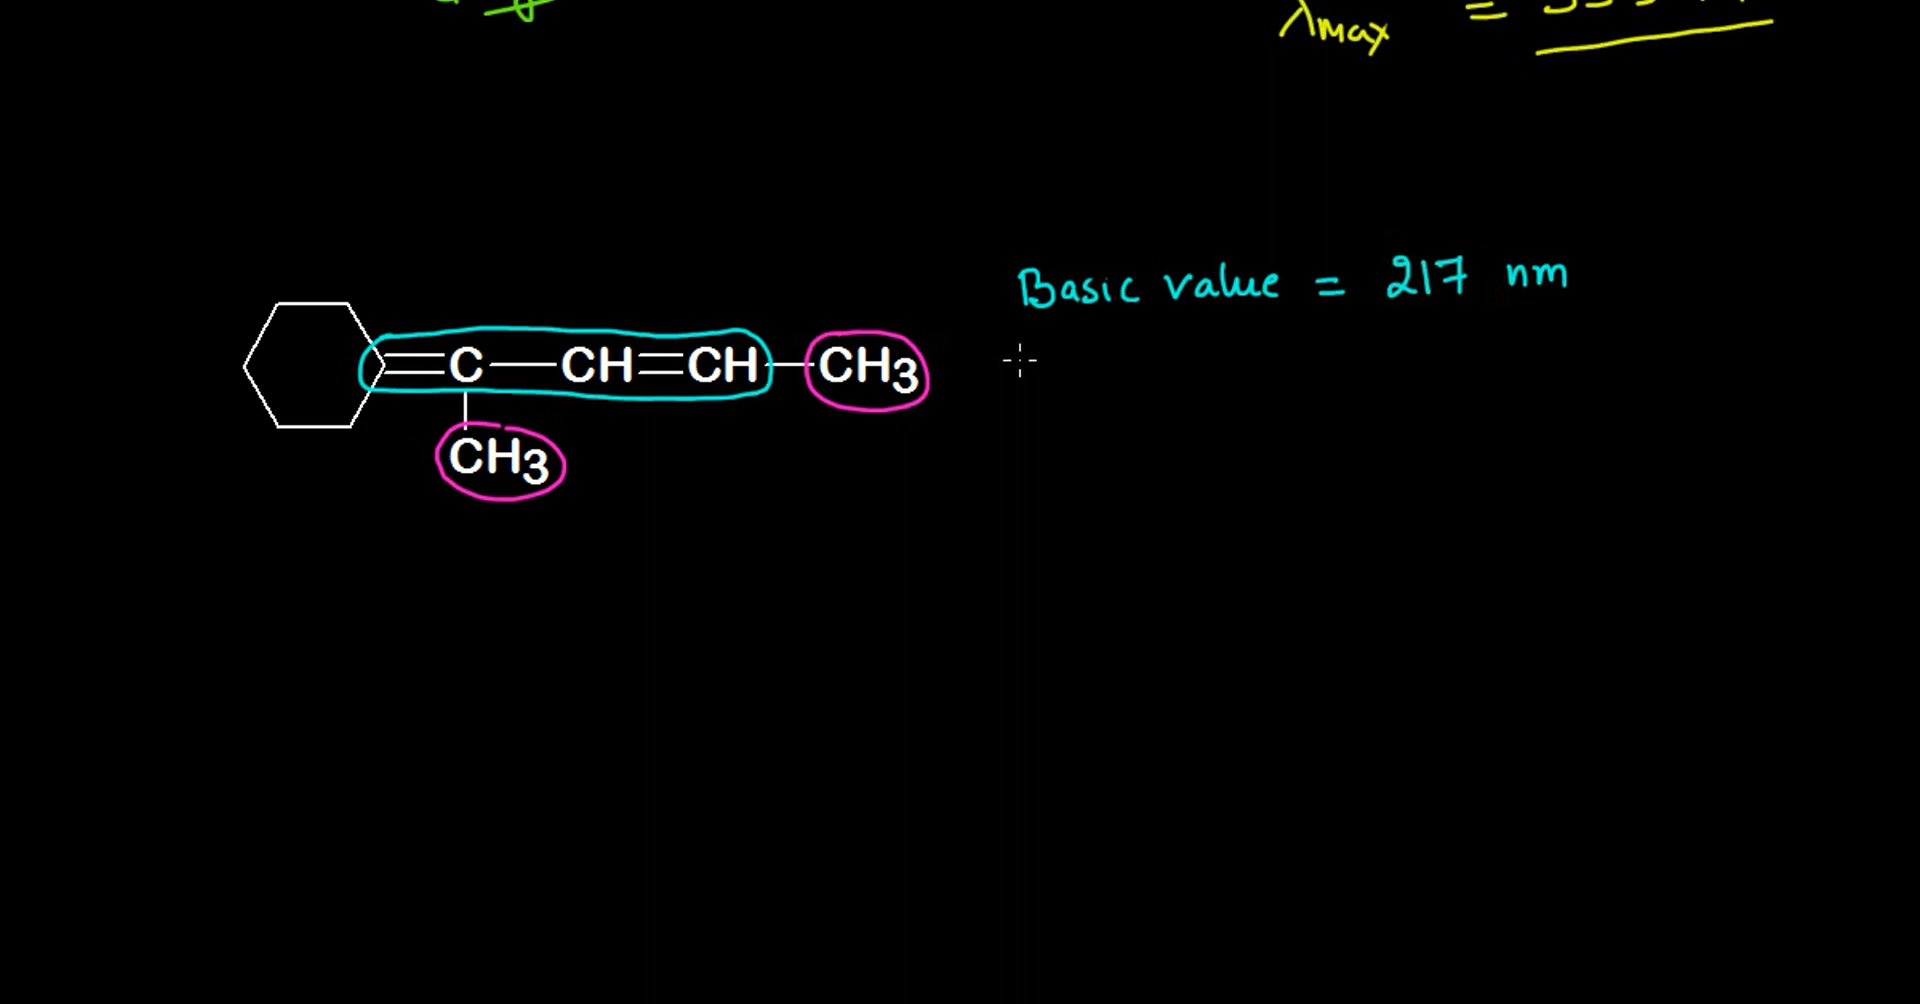 λmax =
Basic value = 217 nm
C—CH=CH—CH3
CH3